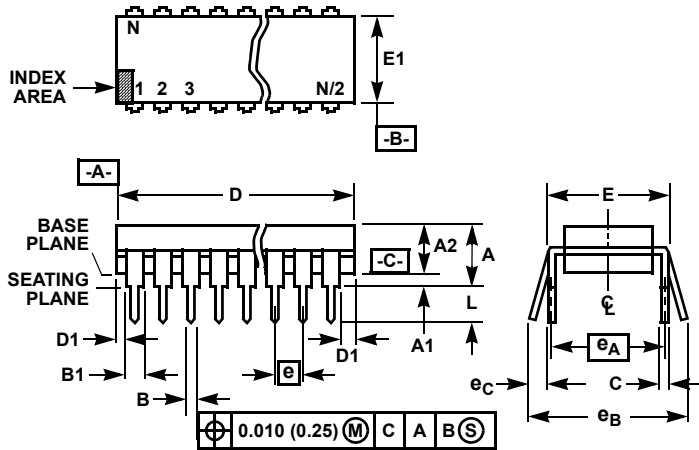 N
E1
INDEX
AREA
1 2 3 N/2
-B-
-A-
D
E
BASE
PLANE
A2
A
-C-
SEATING
PLANE
L
℄
D1
A1
D1
eA
B1
e
eC
C
B
eB
⌖ 0.010 (0.25) Ⓜ C A B Ⓢ